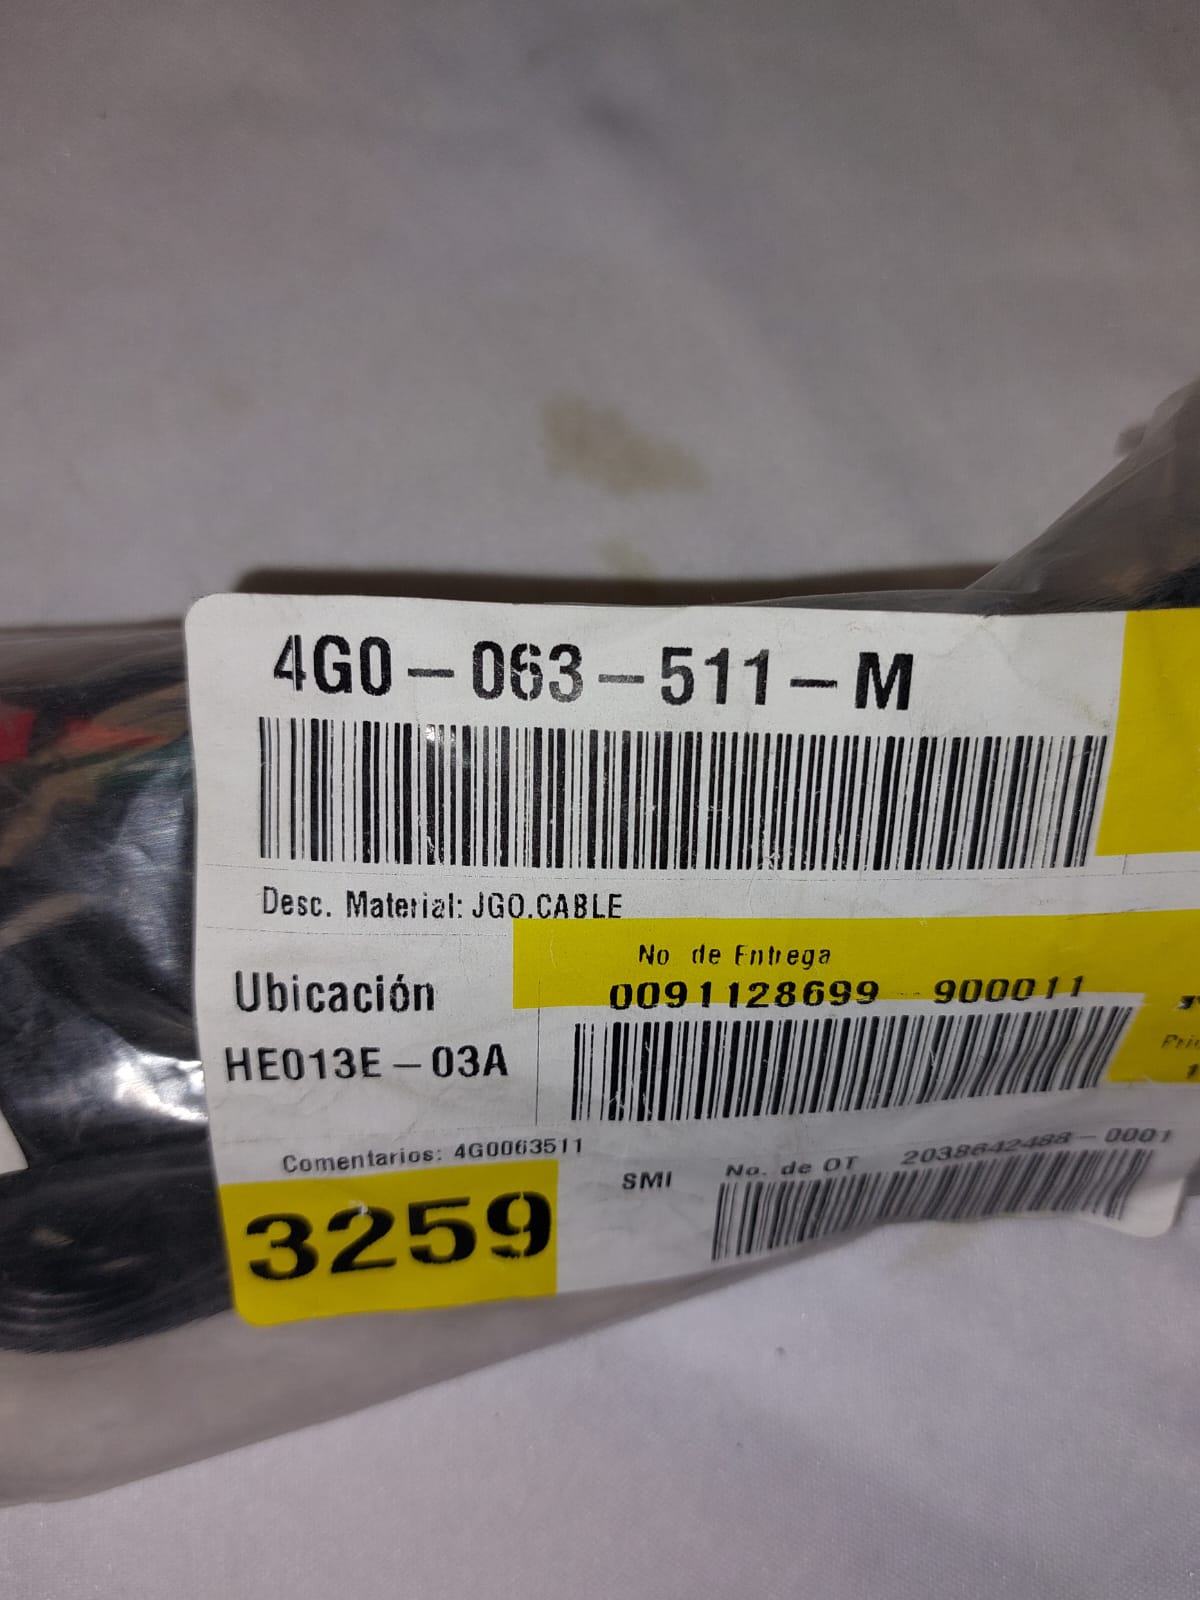 4G0-063-511-M
Desc. Material: JGO.CABLE
No de Entrega
Ubicación
0091128699 900011
HE013E-03A
Comentarios: 4G0063511
SMI
No. de OT 2038642488-0001
3259